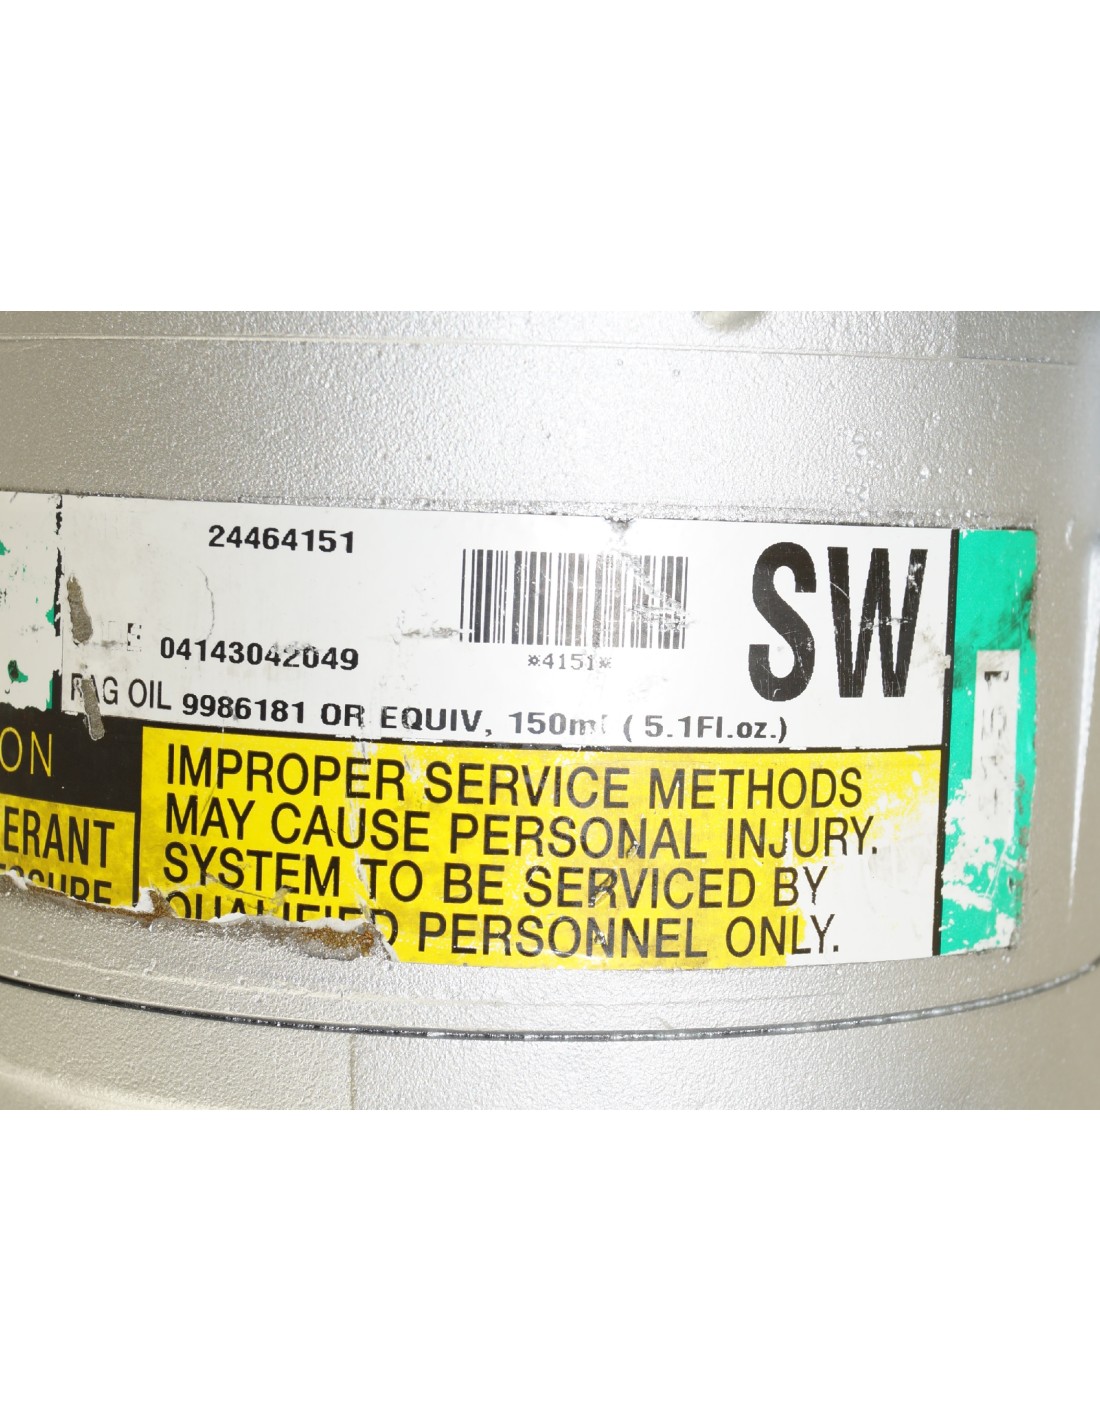 24464151
SW
*4151*
04143042049
OIL 9986181 OR EQUIV, 150ml (5.1Fl.oz.)
ON
IMPROPER SERVICE METHODS
MAY CAUSE PERSONAL INJURY.
ERANT
SYSTEM TO BE SERVICED BY
QUALIFIED PERSONNEL ONLY.